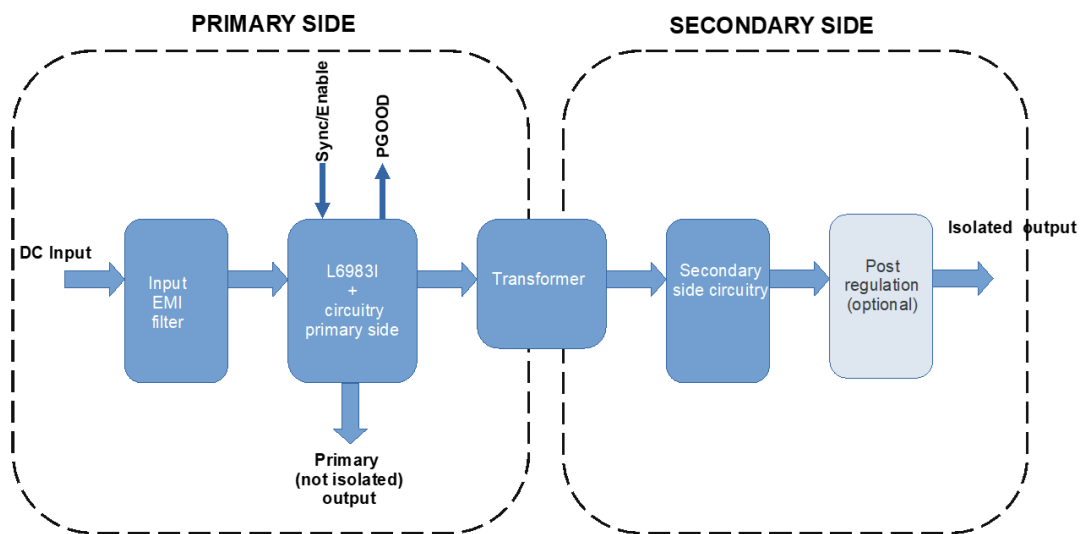 PRIMARY SIDE
SECONDARY SIDE
Sync/Enable
PGOOD
DC Input
Input
EMI
filter
L6983I
+
circuitry
primary side
Transformer
Secondary
side circuitry
Post
regulation
(optional)
Isolated output
Primary
(not isolated)
output